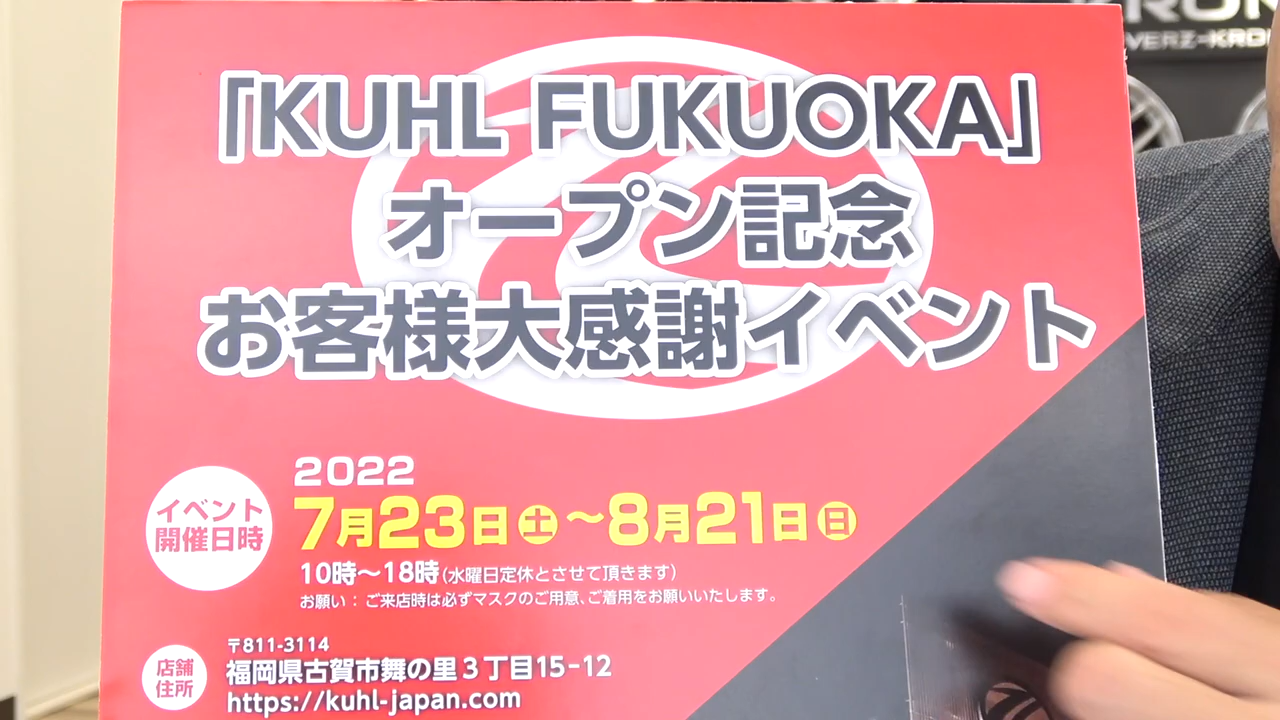 KRON
VERZ-KRO
「KUHL FUKUOKA」
オープン記念
お客様大感謝イベント
イベント
開催日時
2022
7月23日㊏~8月21日㊐
10時~18時(水曜日定休とさせて頂きます)
お願い:ご来店時は必ずマスクのご用意、ご着用をお願いいたします。
店舗
住所
〒811-3114
福岡県古賀市舞の里3丁目15-12
https://kuhl-japan.com